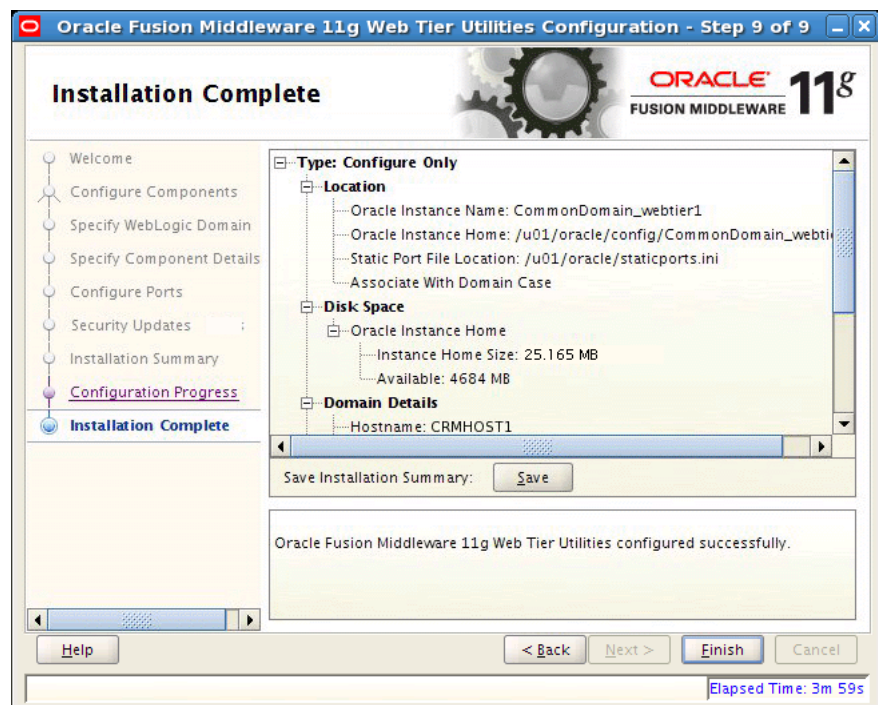 Oracle Fusion Middleware 11g Web Tier Utilities Configuration - Step 9 of 9
Installation Complete
ORACLE
FUSION MIDDLEWARE
11g
Welcome
Configure Components
Specify WebLogic Domain
Specify Component Details
Configure Ports
Security Updates
Installation Summary
Configuration Progress
Installation Complete
Type: Configure Only
Location
Oracle Instance Name: CommonDomain_webtier1
Oracle Instance Home: /u01/oracle/config/CommonDomain_webti
Static Port File Location: /u01/oracle/staticports.ini
Associate With Domain Case
Disk Space
Oracle Instance Home
Instance Home Size: 25.165 MB
Available: 4684 MB
Domain Details
Hostname: CRMHOST1
Save Installation Summary: Save
Oracle Fusion Middleware 11g Web Tier Utilities configured successfully.
Help
< Back
Next >
Finish
Cancel
Elapsed Time: 3m 59s